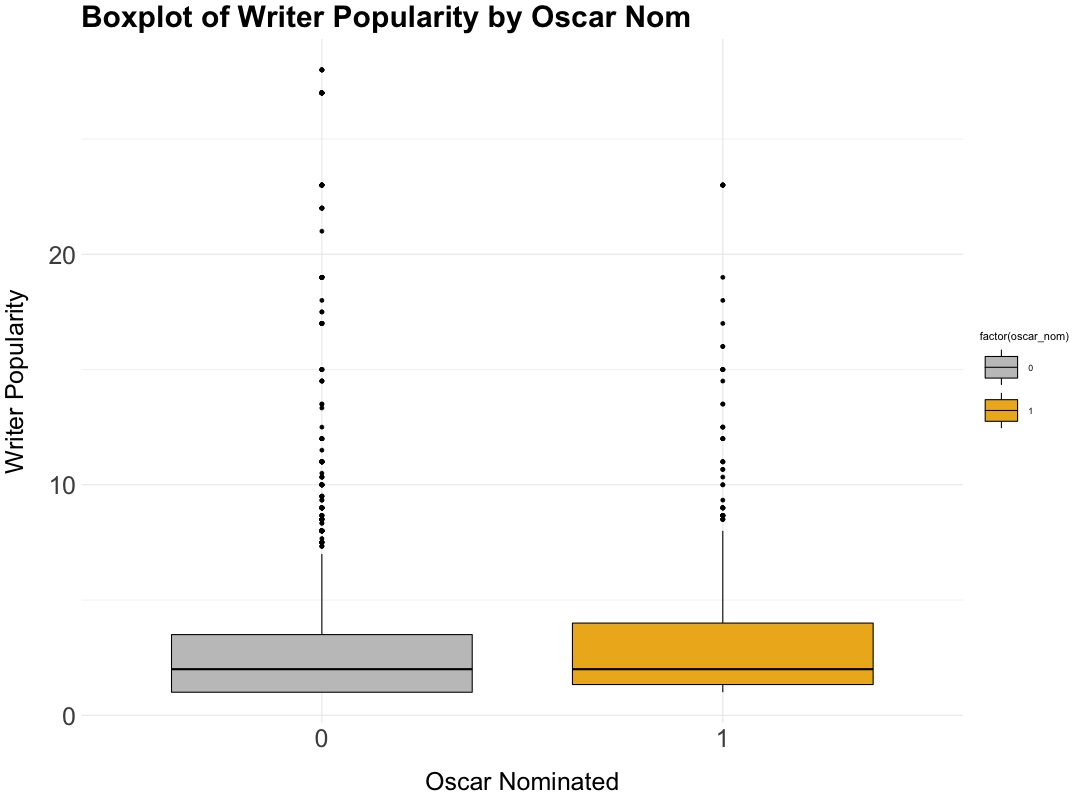 Boxplot of Writer Popularity by Oscar Nom
Writer Popularity
20
10
0
0
1
Oscar Nominated
factor(oscar_nom)
0
1